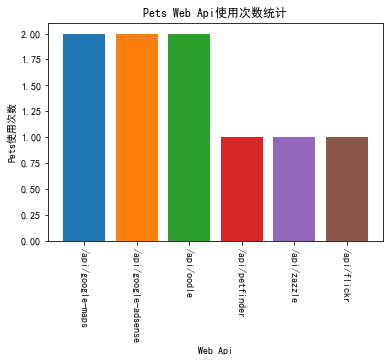 Pets Web Api使用次数统计
Pets使用次数
2.00
1.75
1.50
1.25
1.00
0.75
0.50
0.25
0.00
/api/google-maps
/api/google-adsense
/api/oodle
/api/petfinder
/api/zazzle
/api/flickr
Web Api